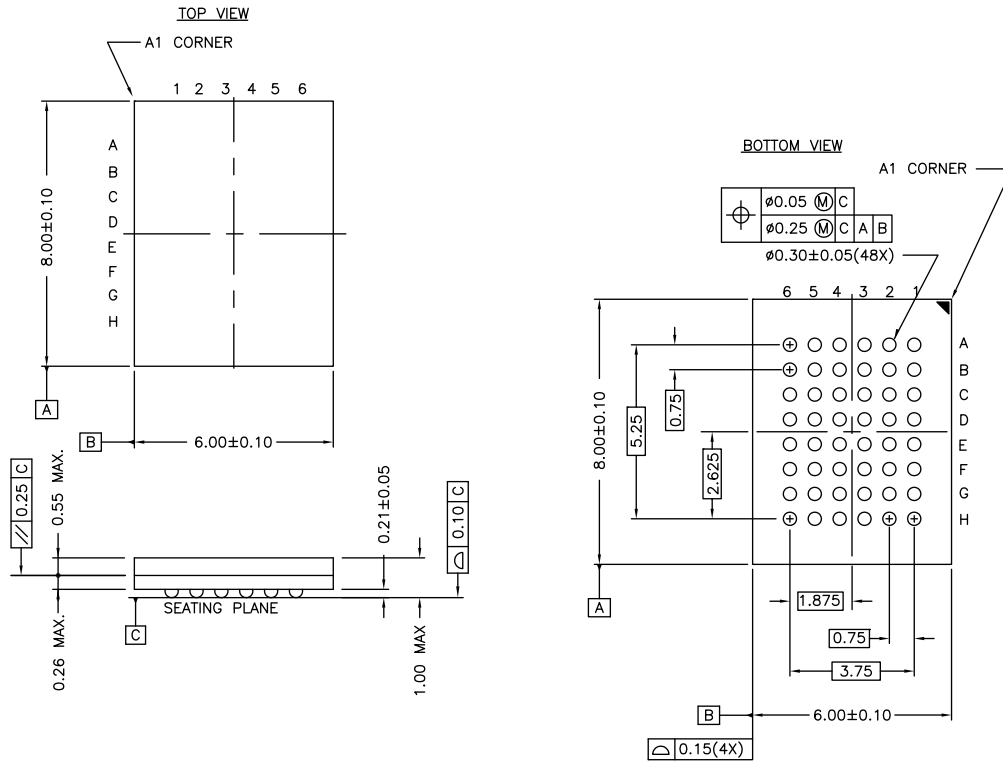 TOP VIEW
A1 CORNER
1 2 3 4 5 6
A
B
C
D
E
F
G
H
8.00±0.10
A
B
6.00±0.10
// 0.25 C
0.55 MAX.
0.21±0.05
⌓ 0.10 C
SEATING PLANE
C
0.26 MAX.
1.00 MAX
BOTTOM VIEW
A1 CORNER
⌖ ø0.05 Ⓜ C
ø0.25 Ⓜ C A B
ø0.30±0.05(48X)
6 5 4 3 2 1
A
B
C
D
E
F
G
H
8.00±0.10
5.25
0.75
2.625
A
1.875
0.75
3.75
B
6.00±0.10
⌓ 0.15(4X)